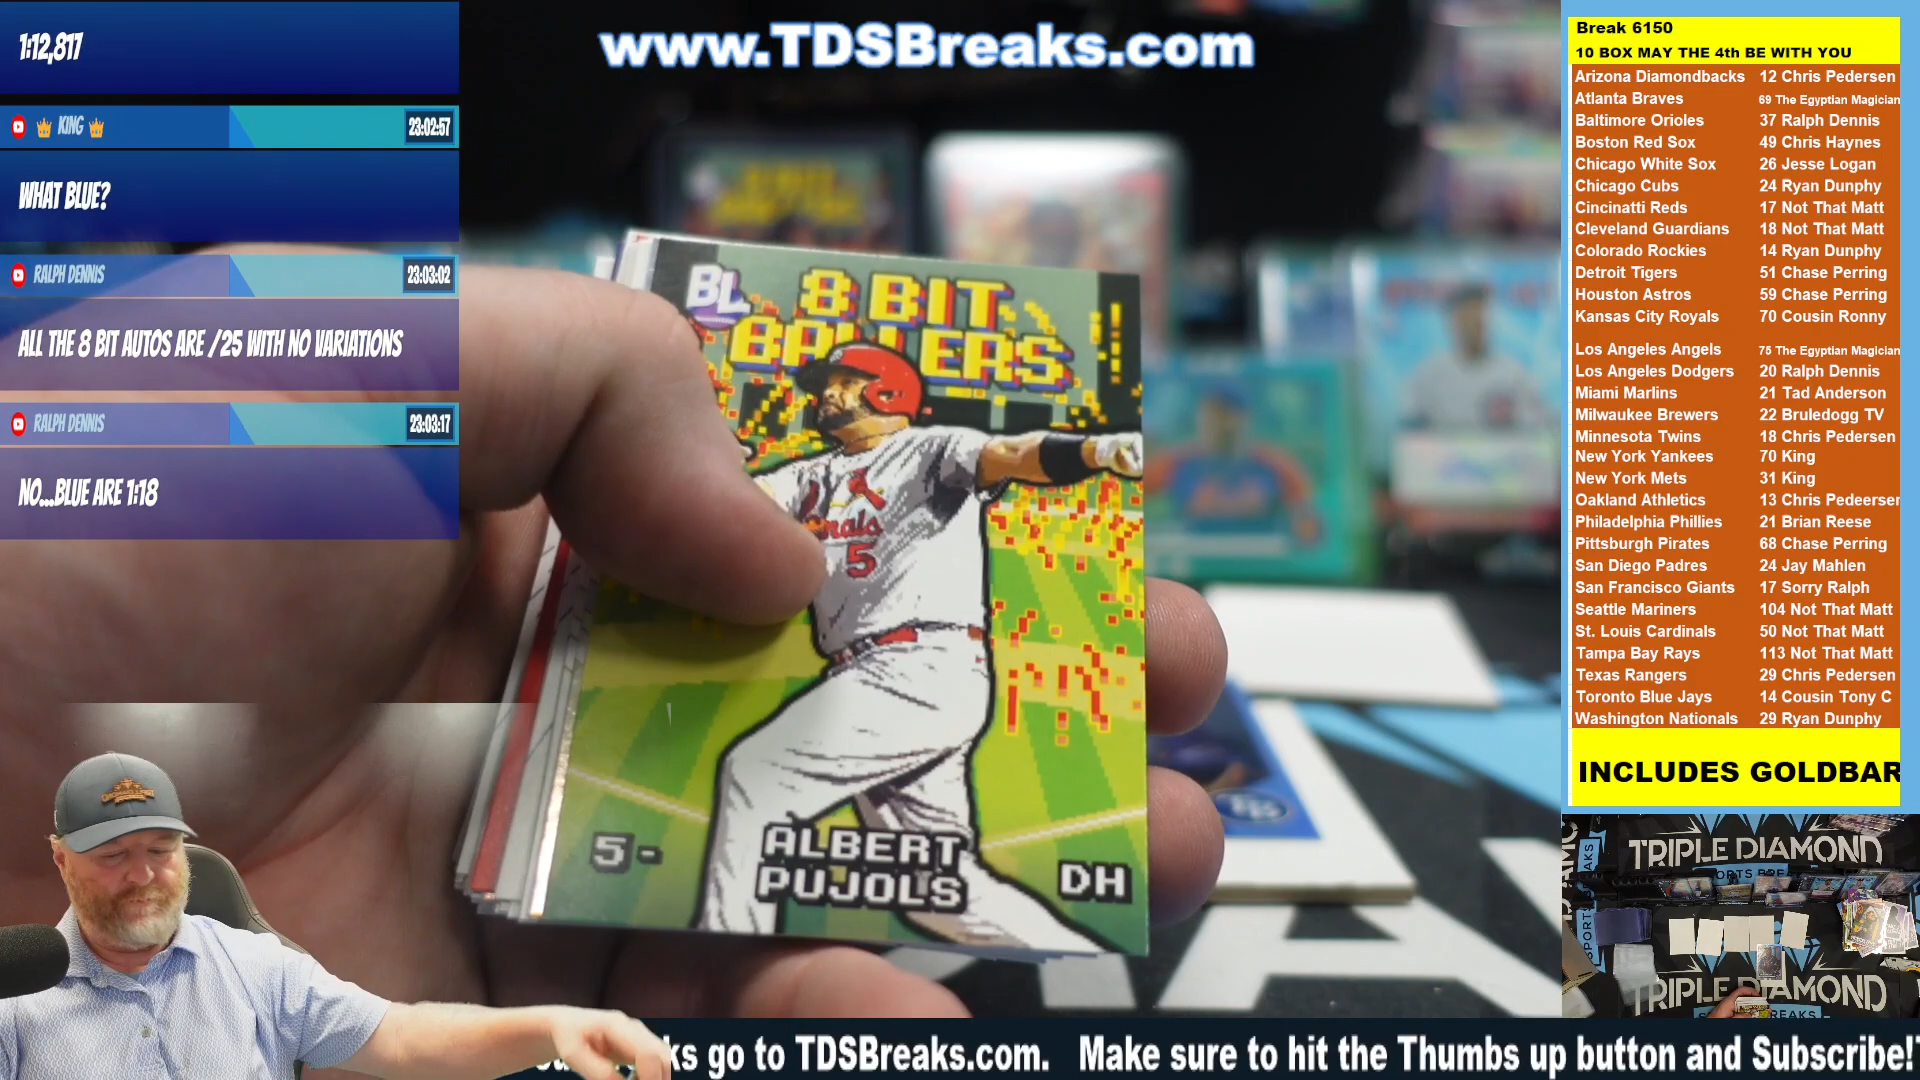 1:12,817
KING
23:02:57
WHAT BLUE?
RALPH DENNIS
23:03:02
ALL THE 8 BIT AUTOS ARE /25 WITH NO VARIATIONS
RALPH DENNIS
23:03:17
NO...BLUE ARE 1:18
www.TDSBreaks.com
BL
8 BIT
BALLERS
nals
5
5-
ALBERT
PUJOLS
DH
Break 6150
10 BOX MAY THE 4th BE WITH YOU
Arizona Diamondbacks 12 Chris Pedersen
Atlanta Braves 69 The Egyptian Magician
Baltimore Orioles 37 Ralph Dennis
Boston Red Sox 49 Chris Haynes
Chicago White Sox 26 Jesse Logan
Chicago Cubs 24 Ryan Dunphy
Cincinatti Reds 17 Not That Matt
Cleveland Guardians 18 Not That Matt
Colorado Rockies 14 Ryan Dunphy
Detroit Tigers 51 Chase Perring
Houston Astros 59 Chase Perring
Kansas City Royals 70 Cousin Ronny
Los Angeles Angels 75 The Egyptian Magician
Los Angeles Dodgers 20 Ralph Dennis
Miami Marlins 21 Tad Anderson
Milwaukee Brewers 22 Bruledogg TV
Minnesota Twins 18 Chris Pedersen
New York Yankees 70 King
New York Mets 31 King
Oakland Athletics 13 Chris Pedeersen
Philadelphia Phillies 21 Brian Reese
Pittsburgh Pirates 68 Chase Perring
San Diego Padres 24 Jay Mahlen
San Francisco Giants 17 Sorry Ralph
Seattle Mariners 104 Not That Matt
St. Louis Cardinals 50 Not That Matt
Tampa Bay Rays 113 Not That Matt
Texas Rangers 29 Chris Pedersen
Toronto Blue Jays 14 Cousin Tony C
Washington Nationals 29 Ryan Dunphy
INCLUDES GOLDBAR
TRIPLE DIAMOND
SPORTS BREA
TRIPLE DIAMOND
REAKS
ks go to TDSBreaks.com. Make sure to hit the Thumbs up button and Subscribe!